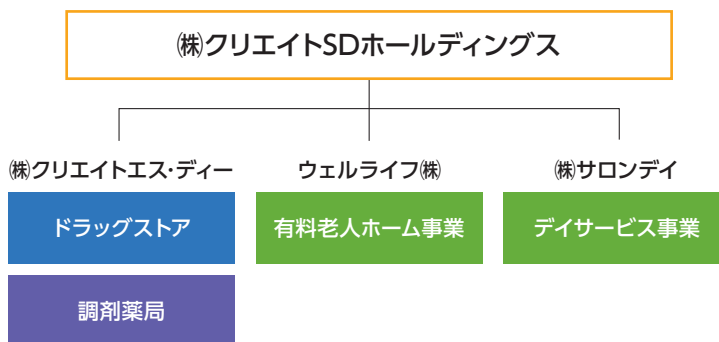 ㈱クリエイトSDホールディングス
㈱クリエイトエス・ディー
ウェルライフ㈱
㈱サロンデイ
ドラッグストア
有料老人ホーム事業
デイサービス事業
調剤薬局